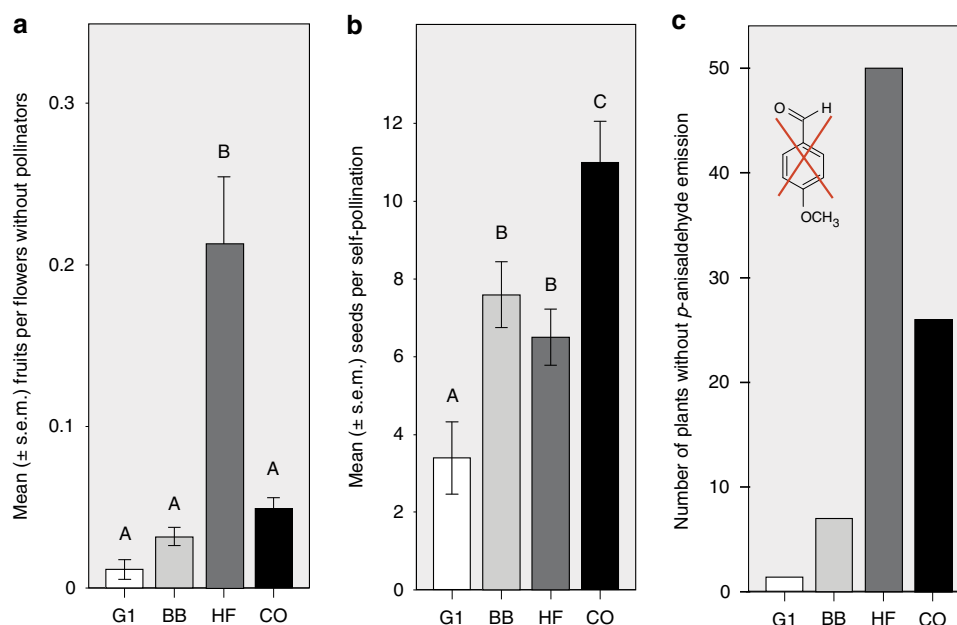 a
Mean (± s.e.m.) fruits per flowers without pollinators
0.3
0.2
0.1
0
A
A
B
A
G1 BB HF CO
b
Mean (± s.e.m.) seeds per self-pollination
12
10
8
6
4
2
0
A
B
B
C
G1 BB HF CO
c
Number of plants without p-anisaldehyde emission
50
40
30
20
10
0
O H
OCH3
G1 BB HF CO